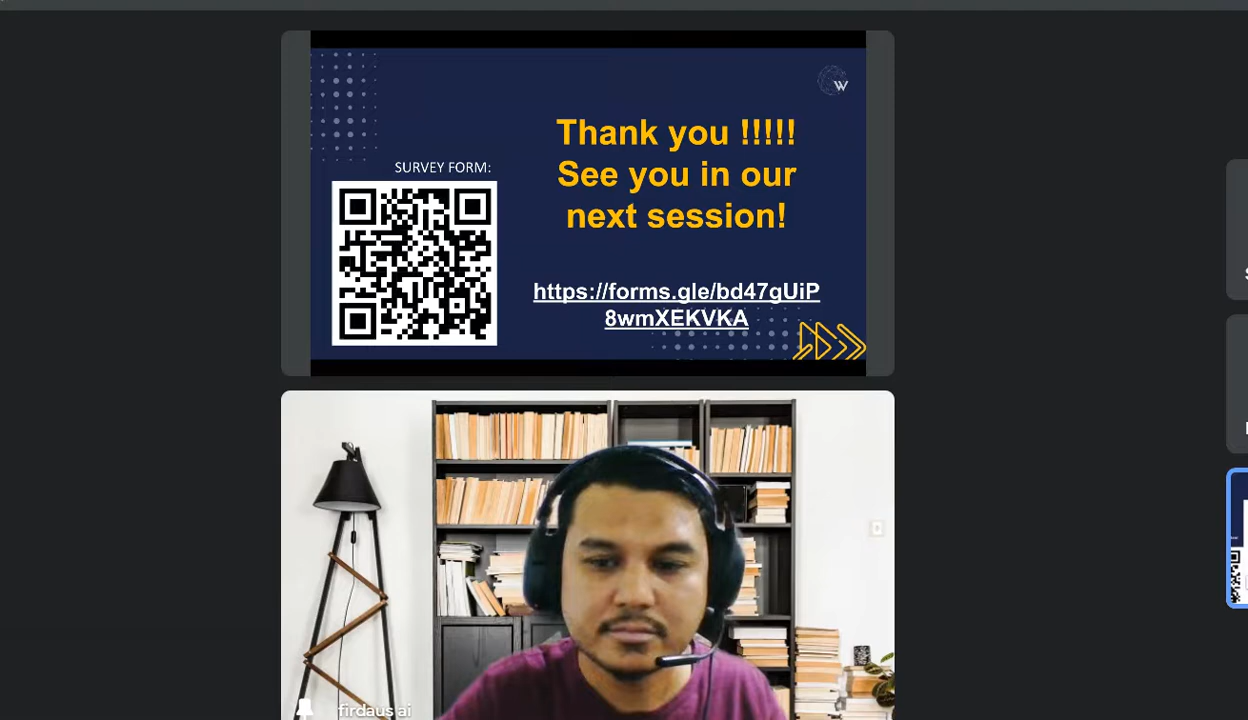 W
Thank you !!!!!
See you in our
next session!
SURVEY FORM:
https://forms.gle/bd47gUiP
8wmXEKVKA
firdaus ai